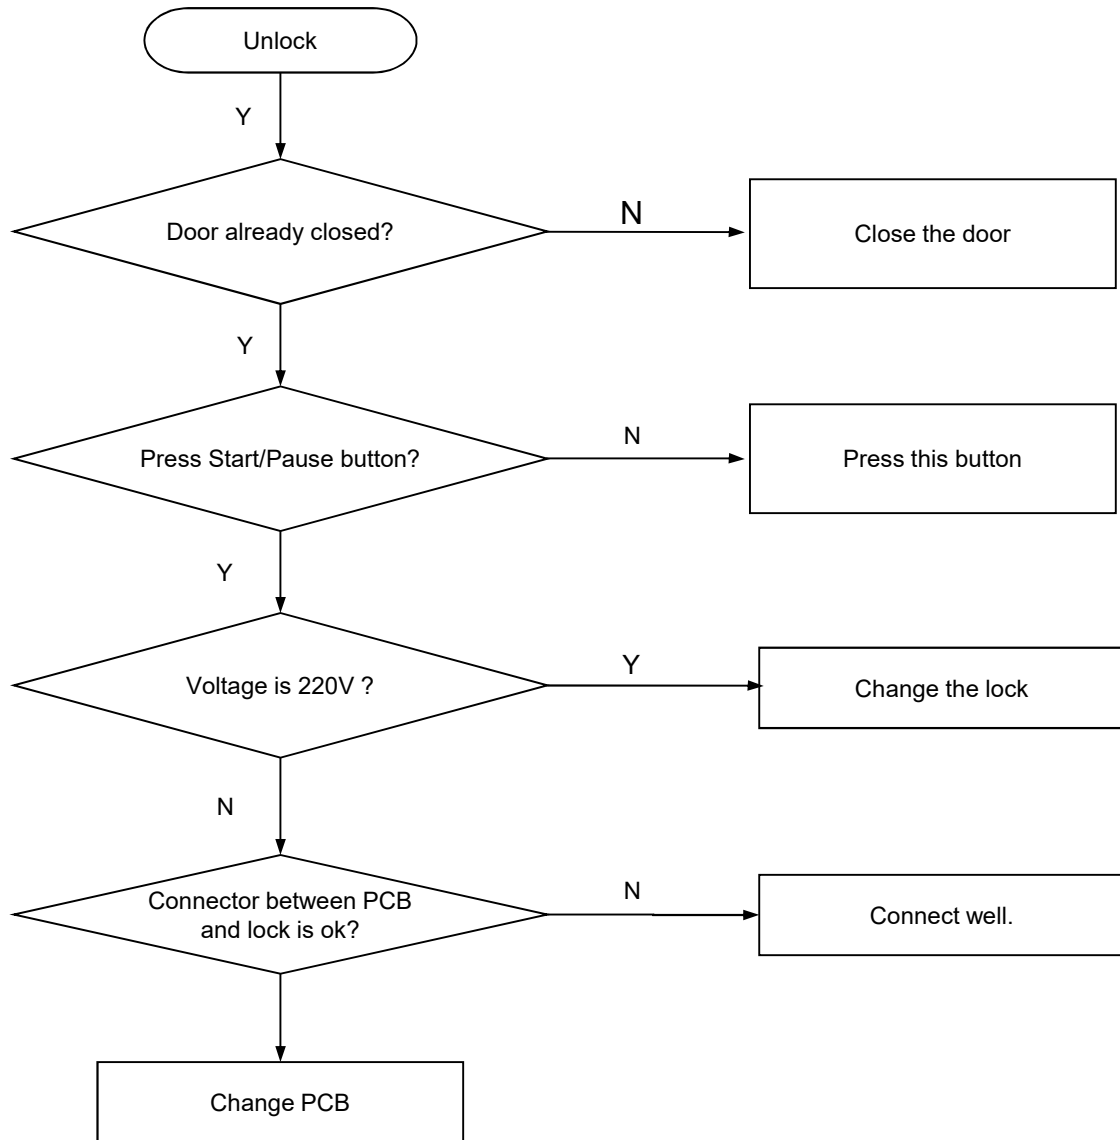 Unlock
Y
Door already closed?
N
Close the door
Y
Press Start/Pause button?
N
Press this button
Y
Voltage is 220V ?
Y
Change the lock
N
Connector between PCB
and lock is ok?
N
Connect well.
Change PCB